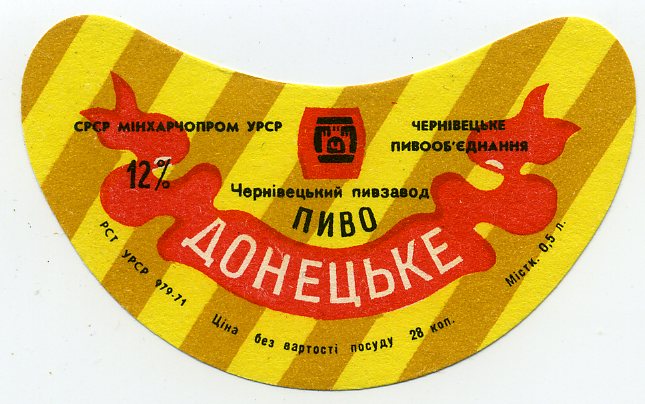 СРСР МІНХАРЧОПРОМ УРСР
ЧЕРНІВЕЦЬКЕ
ПИВООБ'ЄДНАННЯ
12%
Чернівецький пивзавод
ПИВО
ДОНЕЦЬКЕ
РСТ УРСР 979-71
Ціна без вартості посуду 28 коп.
Містк. 0,5 л.